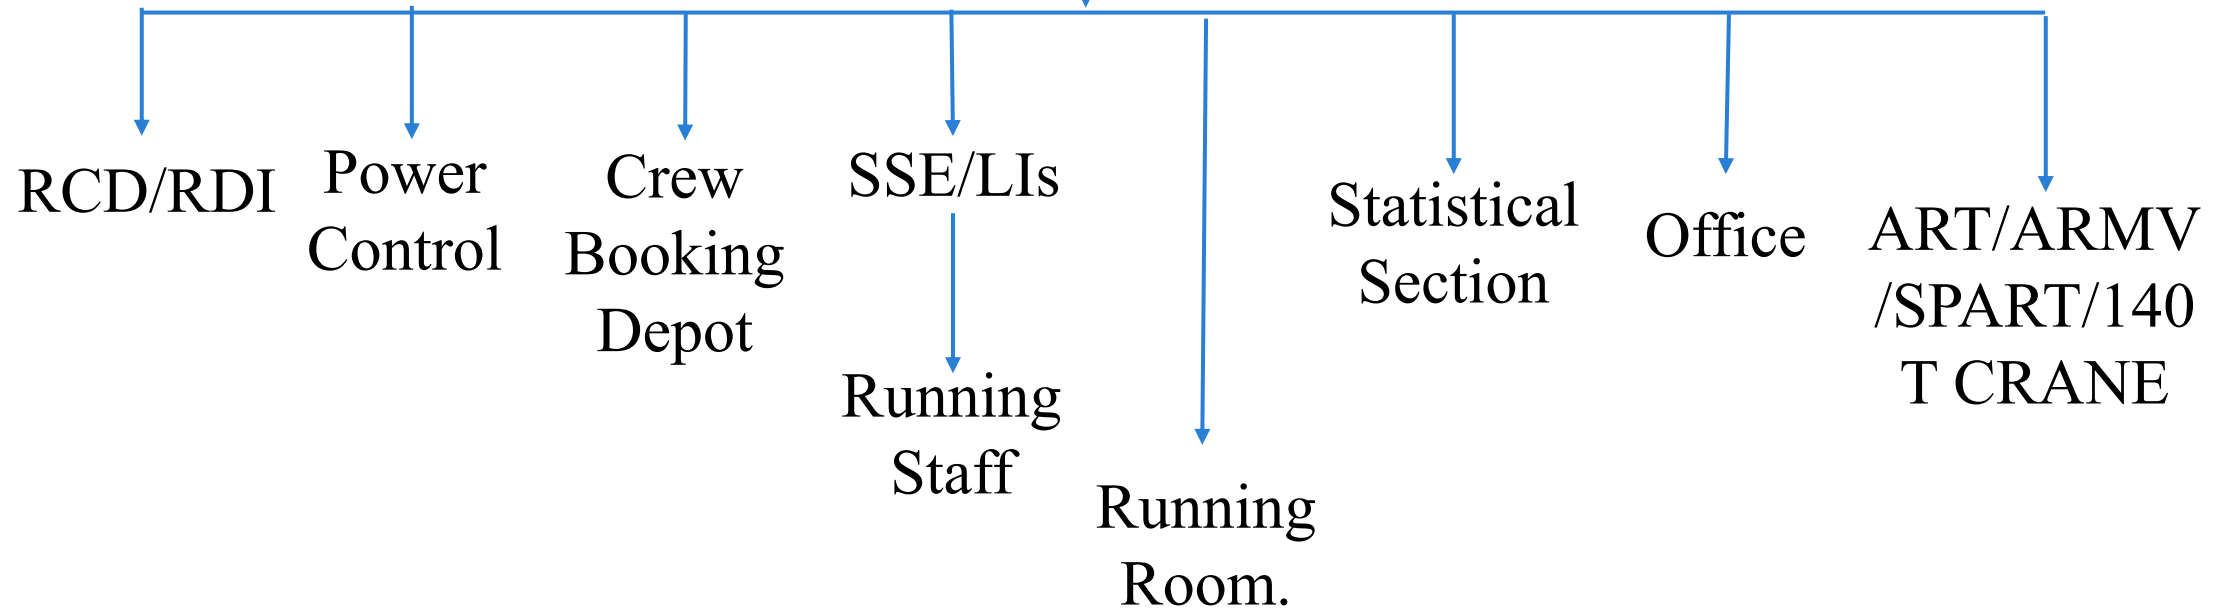 RCD/RDI
Power
Control
Crew
Booking
Depot
SSE/LIs
Running
Staff
Running
Room.
Statistical
Section
Office
ART/ARMV
/SPART/140
T CRANE